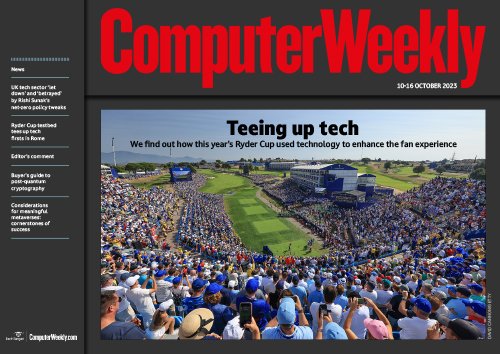 ComputerWeekly
10-16 OCTOBER 2023
News
UK tech sector 'let
down' and 'betrayed'
by Rishi Sunak's
net-zero policy tweaks
Ryder Cup testbed
tees up tech
firsts in Rome
Editor's comment
Buyer's guide to
post-quantum
cryptography
Considerations
for meaningful
metaverses:
cornerstones of
success
Teeing up tech
We find out how this year's Ryder Cup used technology to enhance the fan experience
ComputerWeekly.com